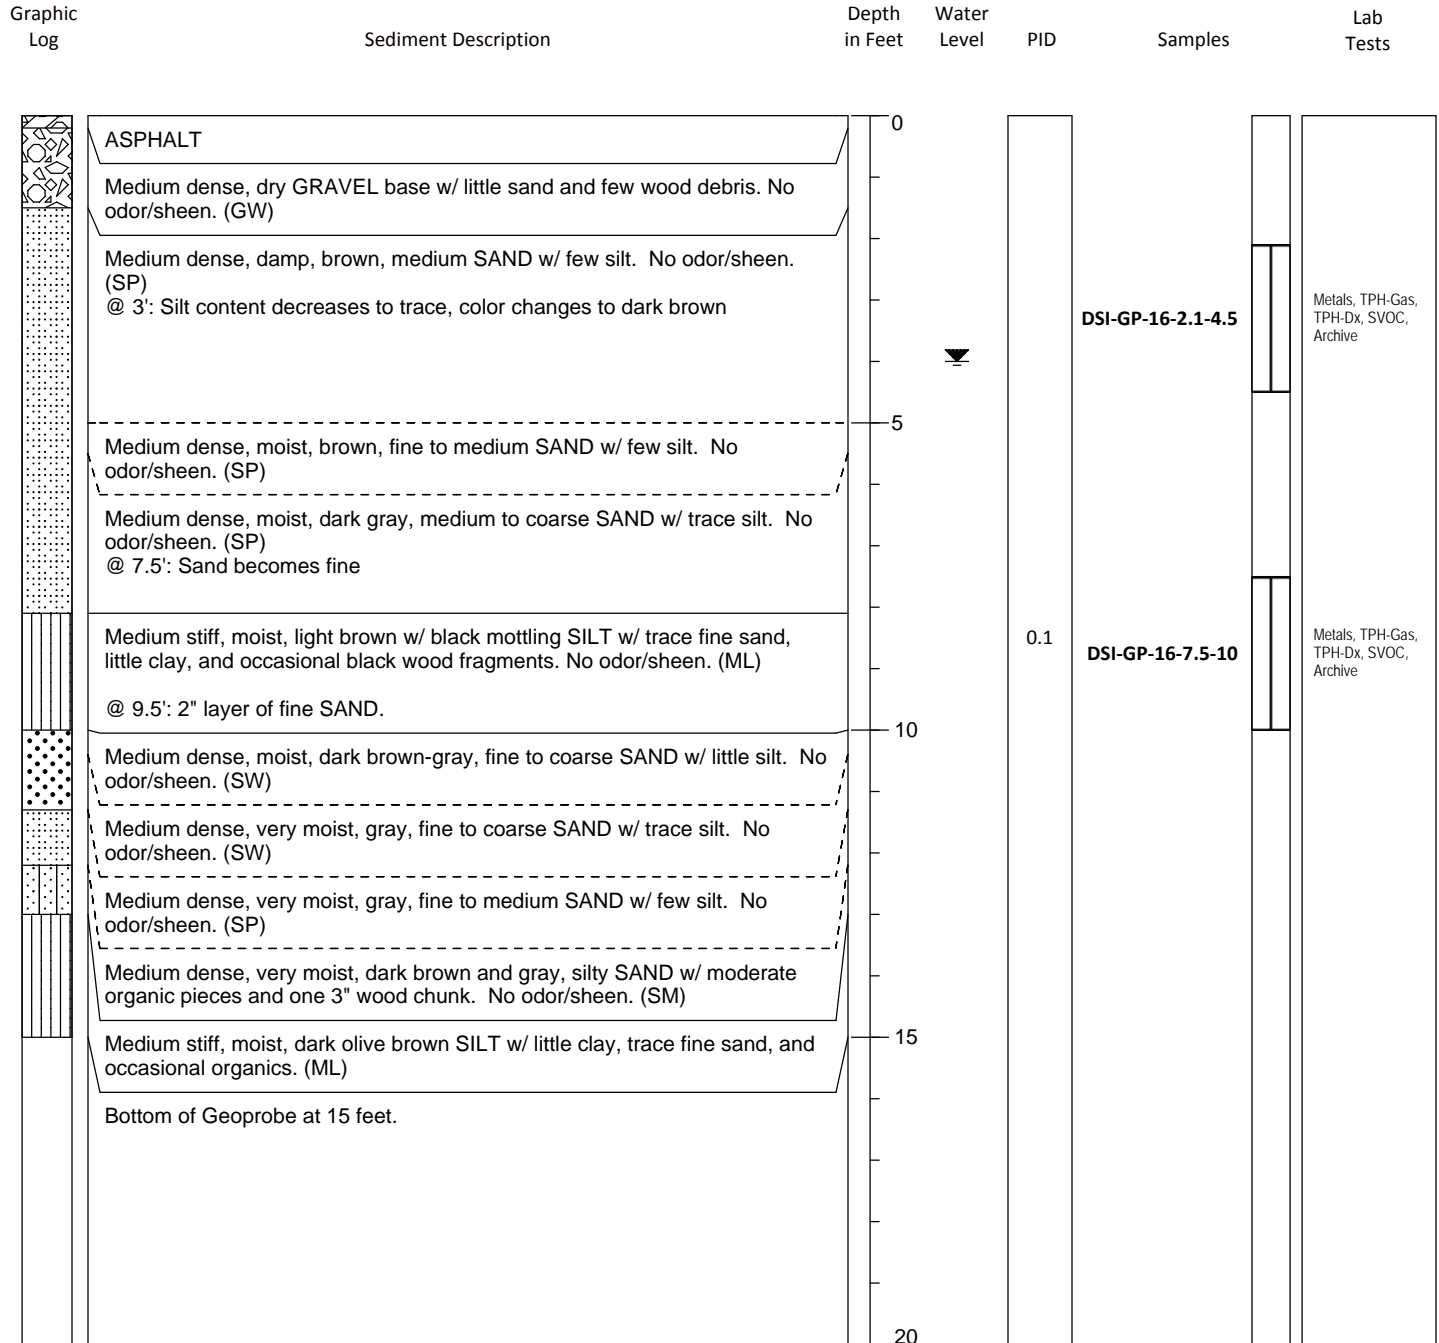 Graphic
Log
Sediment Description
Depth
in Feet
Water
Level
PID
Samples
Lab
Tests
0
ASPHALT
Medium dense, dry GRAVEL base w/ little sand and few wood debris. No
odor/sheen. (GW)
Medium dense, damp, brown, medium SAND w/ few silt.  No odor/sheen.
(SP)
@ 3': Silt content decreases to trace, color changes to dark brown
DSI-GP-16-2.1-4.5
Metals, TPH-Gas,
TPH-Dx, SVOC,
Archive
5
Medium dense, moist, brown, fine to medium SAND w/ few silt.  No
odor/sheen. (SP)
Medium dense, moist, dark gray, medium to coarse SAND w/ trace silt.  No
odor/sheen. (SP)
@ 7.5': Sand becomes fine
Medium stiff, moist, light brown w/ black mottling SILT w/ trace fine sand,
little clay, and occasional black wood fragments. No odor/sheen. (ML)
0.1
DSI-GP-16-7.5-10
Metals, TPH-Gas,
TPH-Dx, SVOC,
Archive
@ 9.5': 2" layer of fine SAND.
10
Medium dense, moist, dark brown-gray, fine to coarse SAND w/ little silt.  No
odor/sheen. (SW)
Medium dense, very moist, gray, fine to coarse SAND w/ trace silt.  No
odor/sheen. (SW)
Medium dense, very moist, gray, fine to medium SAND w/ few silt.  No
odor/sheen. (SP)
Medium dense, very moist, dark brown and gray, silty SAND w/ moderate
organic pieces and one 3" wood chunk.  No odor/sheen. (SM)
15
Medium stiff, moist, dark olive brown SILT w/ little clay, trace fine sand, and
occasional organics. (ML)
Bottom of Geoprobe at 15 feet.
20